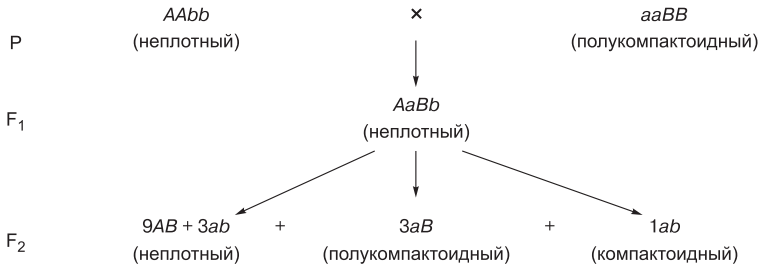 AAbb × aaBB
P (неплотный) (полукомпактоидный)
AaBb
F₁ (неплотный)
9AB + 3ab + 3aB + 1ab
F₂ (неплотный) (полукомпактоидный) (компактоидный)